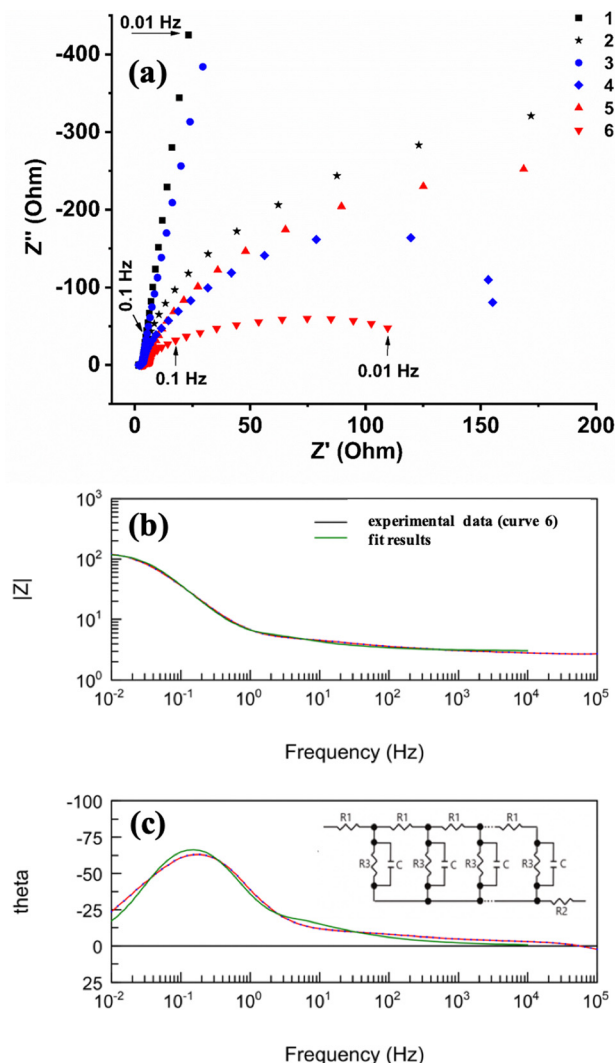 0.01 Hz
-400
(a)
1
2
3
4
5
6
-300
-200
-100
0
Z'' (Ohm)
0.1 Hz
0.1 Hz
0.01 Hz
0 50 100 150 200
Z' (Ohm)
(b)
experimental data (curve 6)
fit results
10³
10²
10¹
10⁰
|Z|
10⁻² 10⁻¹ 10⁰ 10¹ 10² 10³ 10⁴ 10⁵
Frequency (Hz)
(c)
-100
-75
-50
-25
0
25
theta
R1 R1 R1 R1
R3 C R3 C R3 C R3 C
R2
10⁻² 10⁻¹ 10⁰ 10¹ 10² 10³ 10⁴ 10⁵
Frequency (Hz)